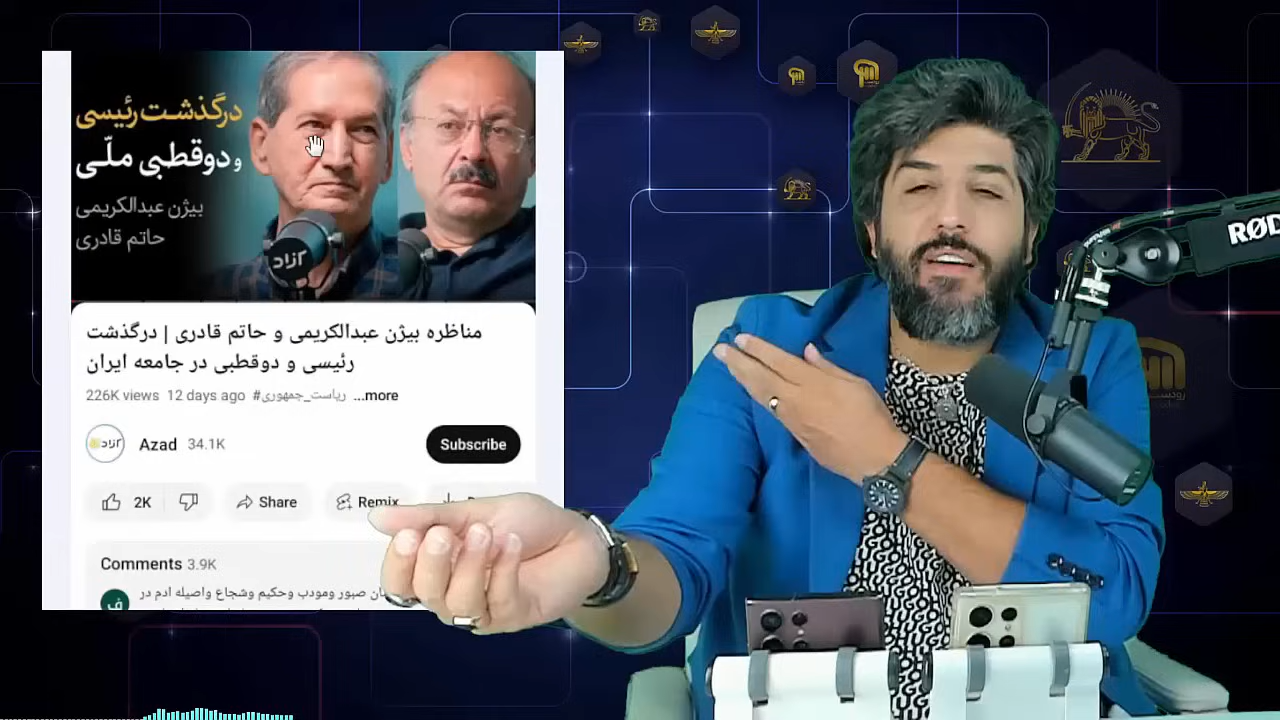 درگذشت رئیسی
و دوقطبی ملّی
بیژن عبدالکریمی
حاتم قادری
آزاد
مناظره بیژن عبدالکریمی و حاتم قادری | درگذشت
رئیسی و دوقطبی در جامعه ایران
226K views 12 days ago #ریاست_جمهوری ...more
آزاد Azad 34.1K Subscribe
2K Share Remix
Comments 3.9K
ف صبور ومودب وحکیم وشجاع واصیله ادم در
RØD